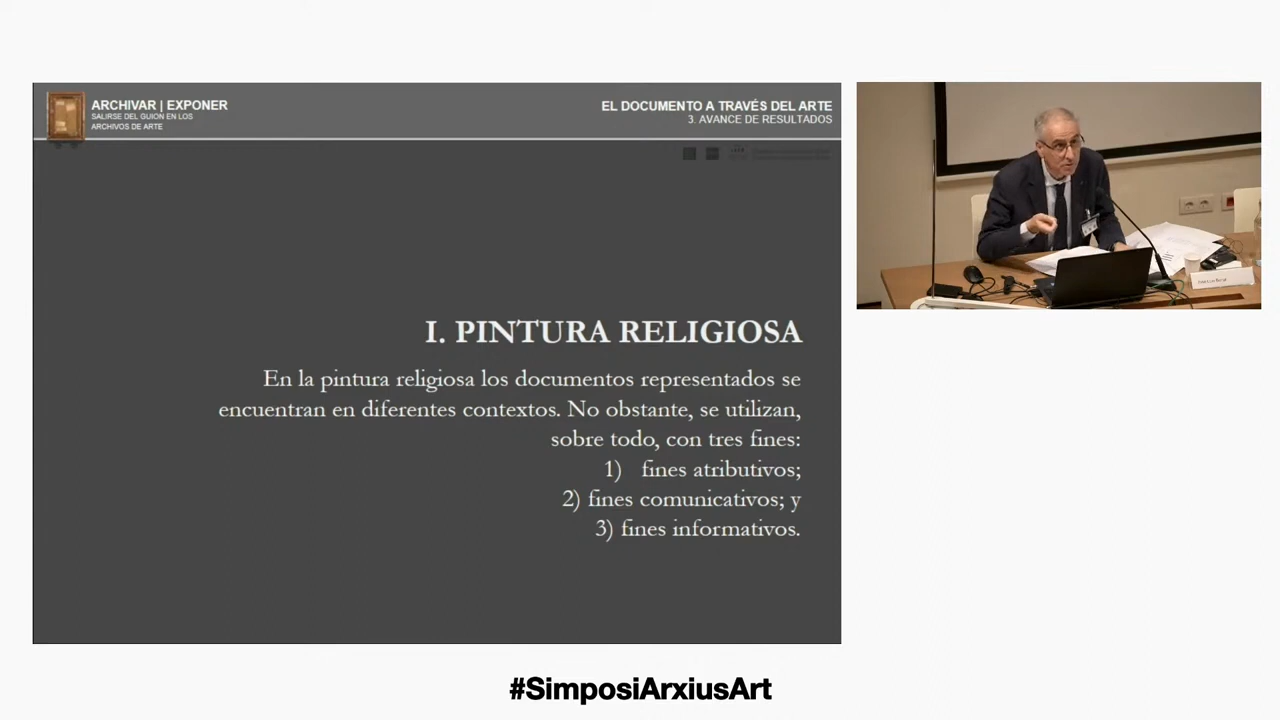 ARCHIVAR | EXPONER
SALIRSE DEL GUION EN LOS
ARCHIVOS DE ARTE
EL DOCUMENTO A TRAVÉS DEL ARTE
3. AVANCE DE RESULTADOS
I. PINTURA RELIGIOSA
En la pintura religiosa los documentos representados se
encuentran en diferentes contextos. No obstante, se utilizan,
sobre todo, con tres fines:
1) fines atributivos;
2) fines comunicativos; y
3) fines informativos.
#SimposiArxiusArt